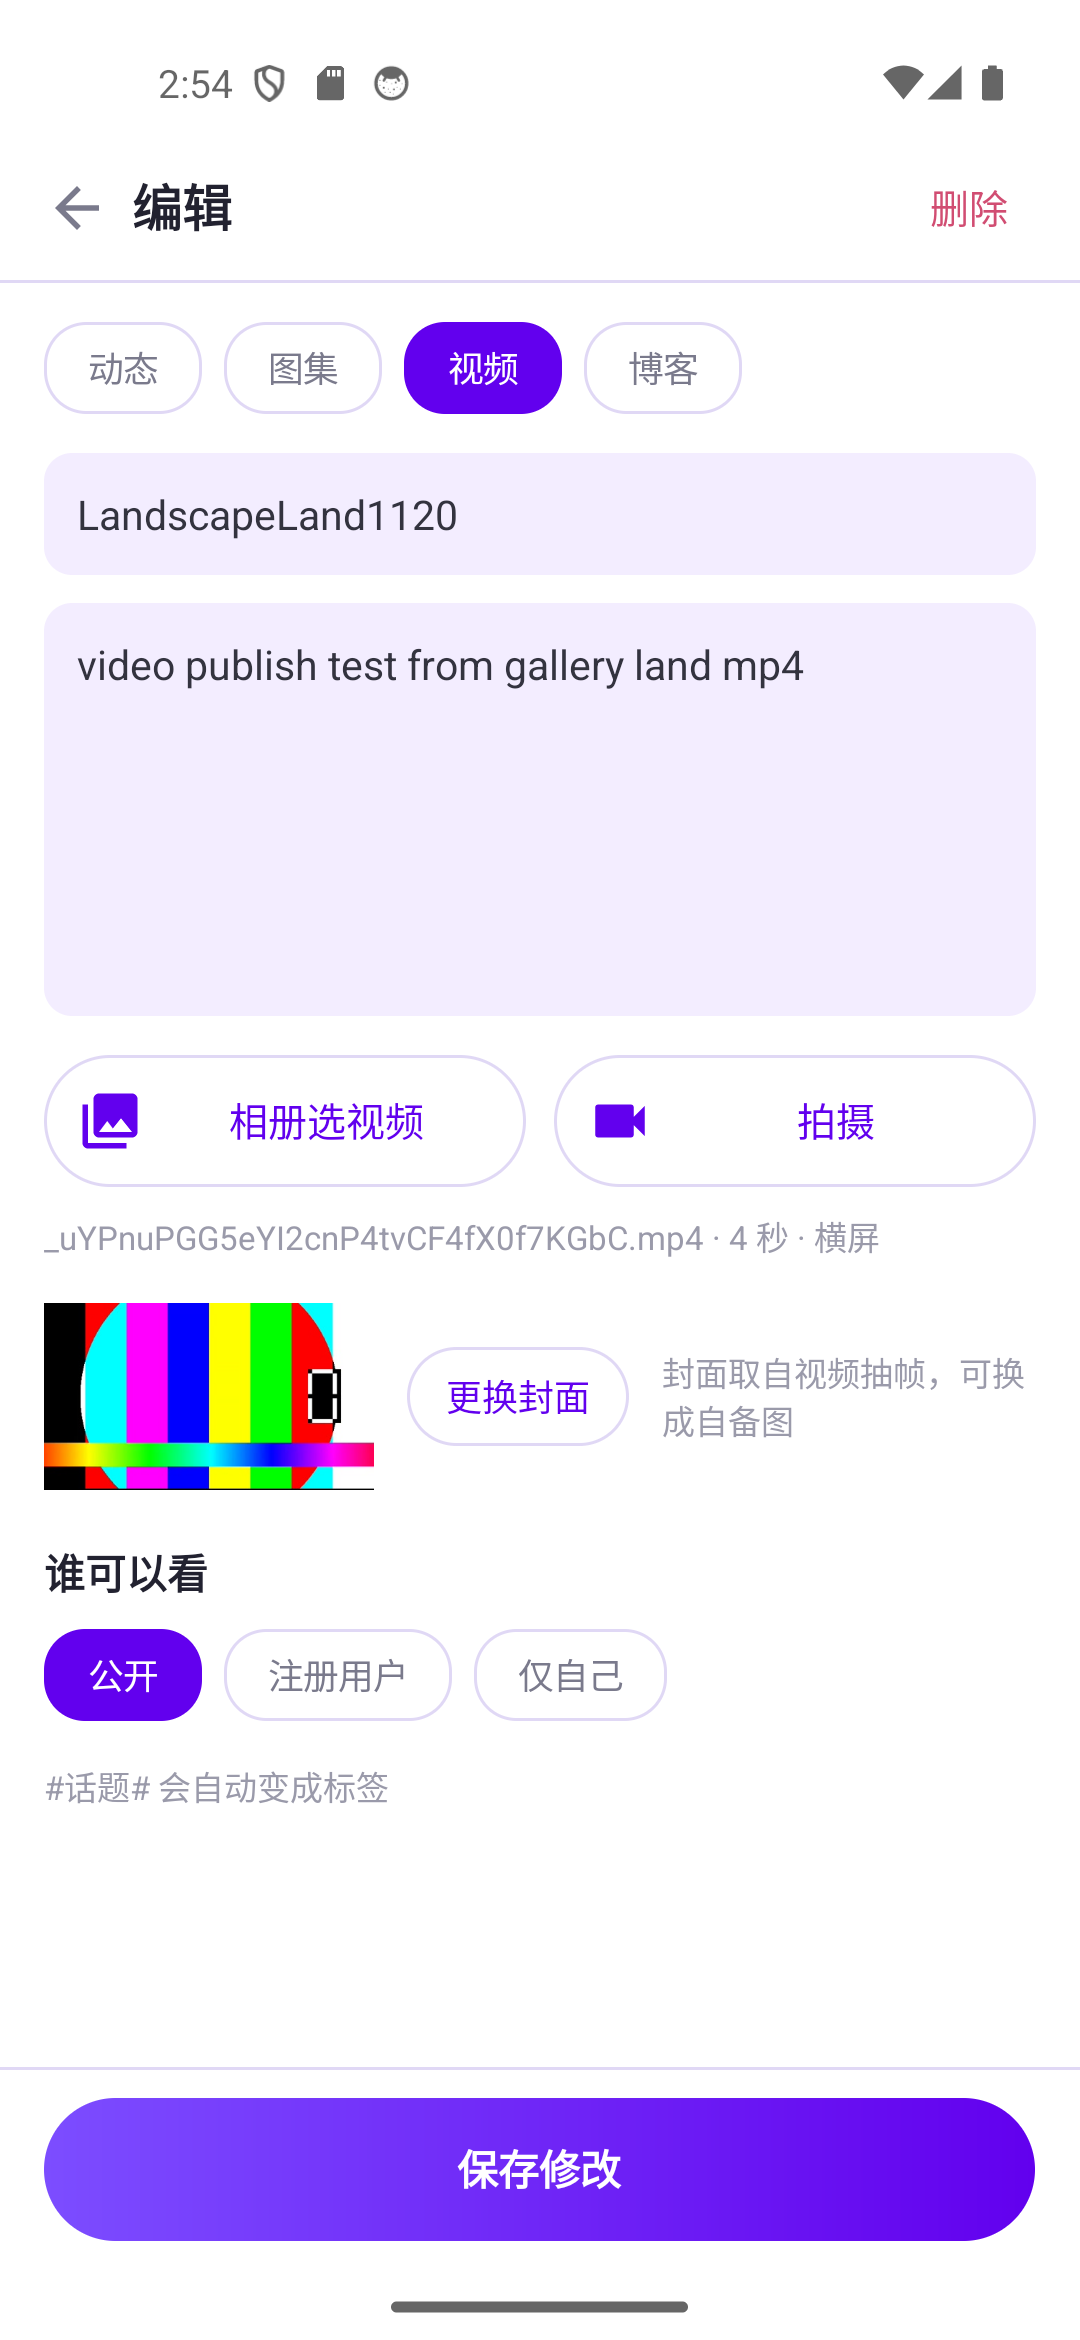 2:54
编辑
删除
动态 图集 视频 博客
LandscapeLand1120
video publish test from gallery land mp4
相册选视频 拍摄
_uYPnuPGG5eYI2cnP4tvCF4fX0f7KGbC.mp4 · 4 秒 · 横屏
更换封面
封面取自视频抽帧，可换
成自备图
谁可以看
公开 注册用户 仅自己
#话题# 会自动变成标签
保存修改